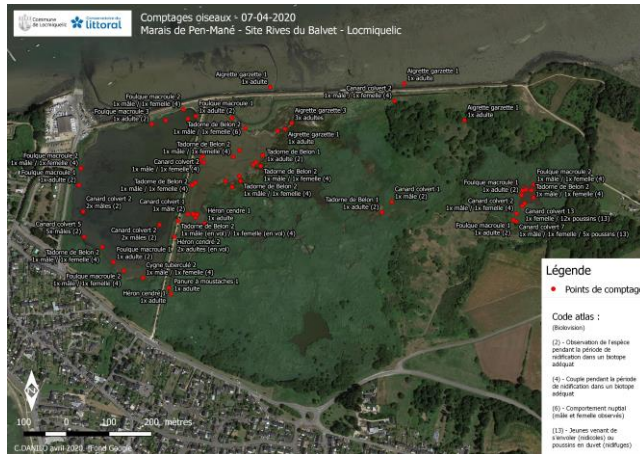 Commune
de
Locmiquélic
Conservatoire du
littoral
Comptages oiseaux - 07-04-2020
Marais de Pen-Mané - Site Rives du Balvet - Locmiquelic
Aigrette garzette 1
1x adulte
Aigrette garzette 1
1x adulte
Canard colvert 2
1x mâle / 1x femelle (4)
Foulque macroule 2
1x mâle / 1x femelle (4)
Foulque macroule 3
1x adulte (2)
Foulque macroule 1
1x adulte (2)
Tadorne de Belon 2
1x mâle / 1x femelle (6)
Aigrette garzette 3
3x adultes
Aigrette garzette 1
1x adulte
Aigrette garzette 1
1x adulte
Foulque macroule 2
1x mâle / 1x femelle (4)
Tadorne de Belon 2
1x mâle / 1x femelle (4)
Canard colvert 2
1x mâle / 1x femelle (4)
Tadorne de Belon 1
1x adulte (2)
Foulque macroule 1
1x adulte (2)
Tadorne de Belon 2
1x mâle / 1x femelle (4)
Tadorne de Belon 2
1x mâle / 1x femelle (4)
Foulque macroule 2
1x mâle / 1x femelle (4)
Foulque macroule 1
1x adulte (2)
Tadorne de Belon 2
1x mâle / 1x femelle (4)
Canard colvert 2
1x mâle / 1x femelle (4)
Canard colvert 13
1x femelle / 12x poussins (13)
Canard colvert 7
1x mâle / 1x femelle / 5x poussins (13)
Foulque macroule 1
1x adulte (2)
Canard colvert 2
2x mâles (2)
Canard colvert 1
1x mâle (2)
Héron cendré 1
1x adulte
Tadorne de Belon 1
1x adulte (2)
Canard colvert 1
1x mâle (2)
Canard colvert 5
5x mâles (2)
Canard colvert 2
2x mâles (2)
Tadorne de Belon 2
1x mâle (en vol) / 1x femelle (en vol) (4)
Héron cendré 2
2x adultes (en vol)
Tadorne de Belon 2
1x mâle / 1x femelle (4)
Foulque macroule 1
1x adulte (2)
Cygne tuberculé 2
1x mâle / 1x femelle (4)
Foulque macroule 2
1x mâle / 1x femelle (4)
Panure à moustaches 1
1x adulte
Héron cendré 1
1x adulte
Légende
Points de comptage
Code atlas :
(Biolovision)
(2) - Observation de l'espèce
pendant la période de
nidification dans un biotope
adéquat
(4) - Couple pendant la période
de nidification dans un biotope
adéquat
(6) - Comportement nuptial
(mâle et femelle observés)
(13) - Jeunes venant de
s'envoler (nidicoles) ou
poussins en duvet (nidifuges)
100 0 100 200 mètres
C.DANILO avril 2020. Fond Google